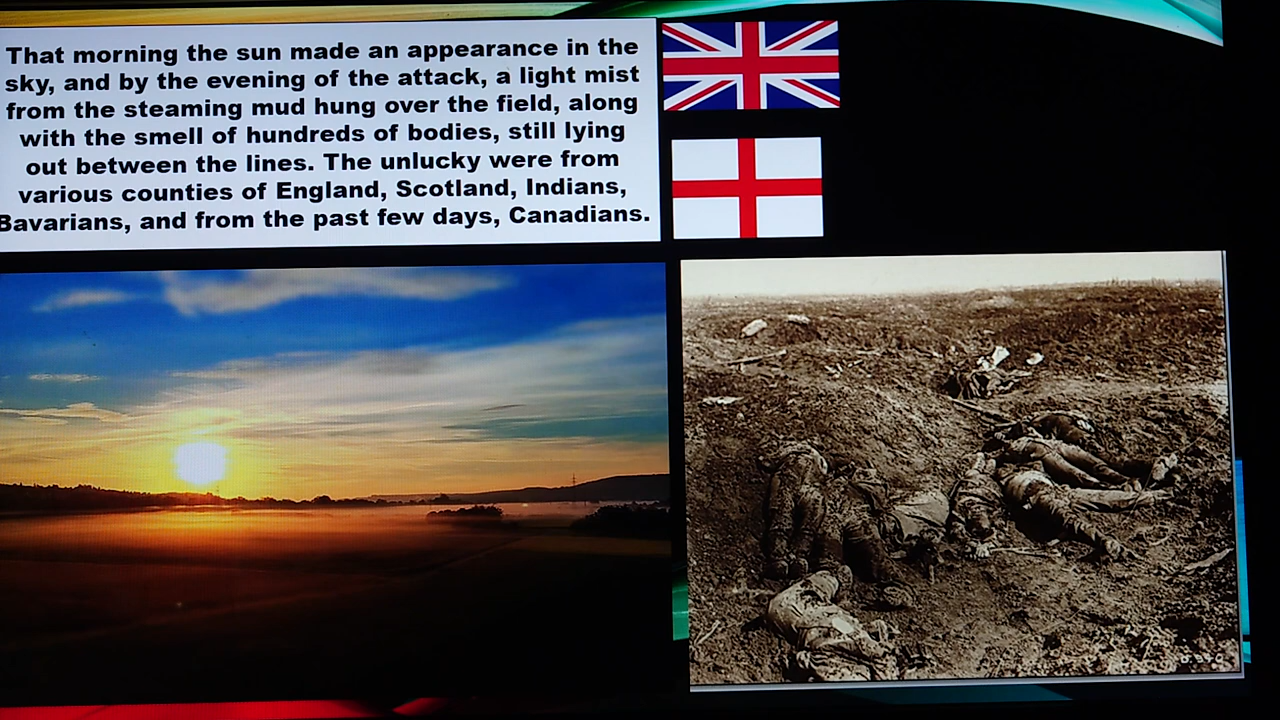 That morning the sun made an appearance in the
sky, and by the evening of the attack, a light mist
from the steaming mud hung over the field, along
with the smell of hundreds of bodies, still lying
out between the lines. The unlucky were from
various counties of England, Scotland, Indians,
Bavarians, and from the past few days, Canadians.